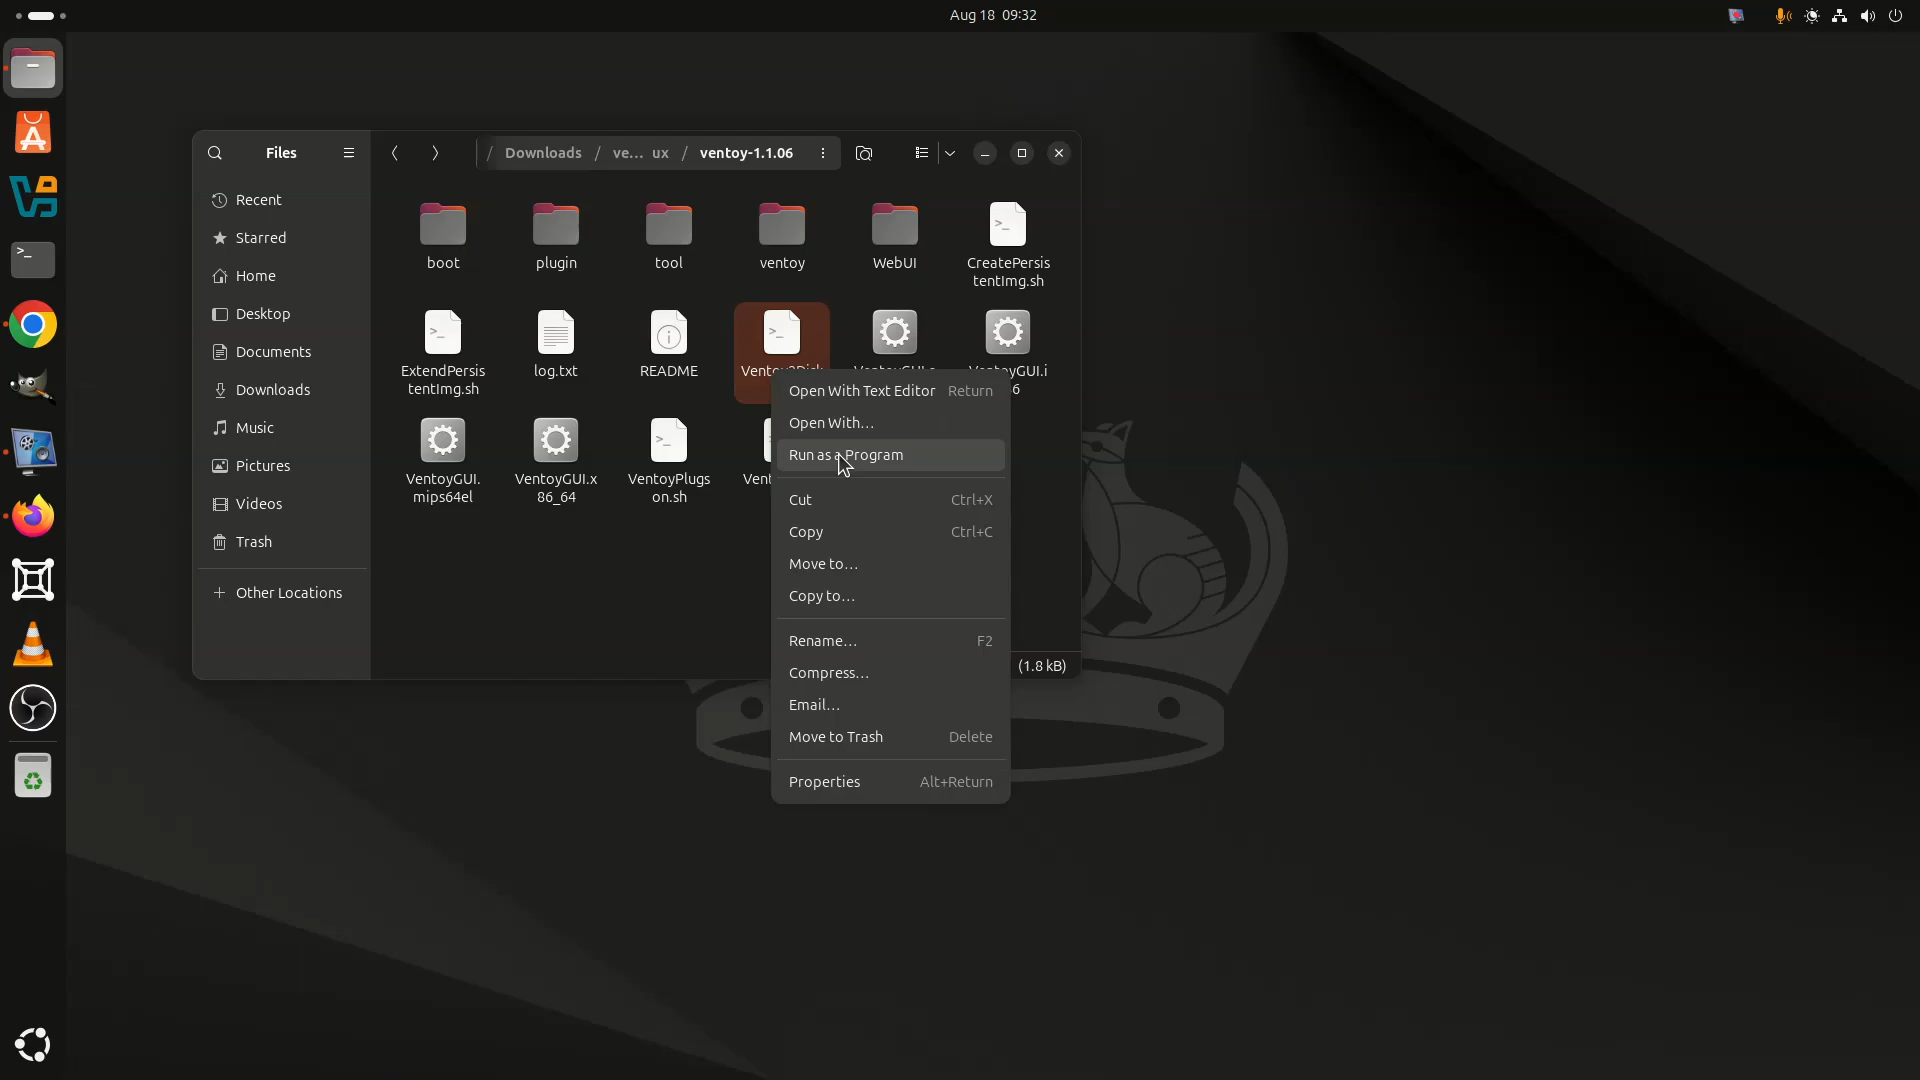 Aug 18 09:32
Files
/ Downloads / ve... ux / ventoy-1.1.06
Recent
Starred
Home
Desktop
Documents
Downloads
Music
Pictures
Videos
Trash
Other Locations
boot
plugin
tool
ventoy
WebUI
CreatePersis
tentImg.sh
ExtendPersis
tentImg.sh
log.txt
README
VentoyGUI.
mips64el
VentoyGUI.x
86_64
VentoyPlugs
on.sh
Open With Text Editor Return
Open With...
Run as a Program
Cut Ctrl+X
Copy Ctrl+C
Move to...
Copy to...
Rename... F2
Compress...
Email...
Move to Trash Delete
Properties Alt+Return
(1.8 kB)